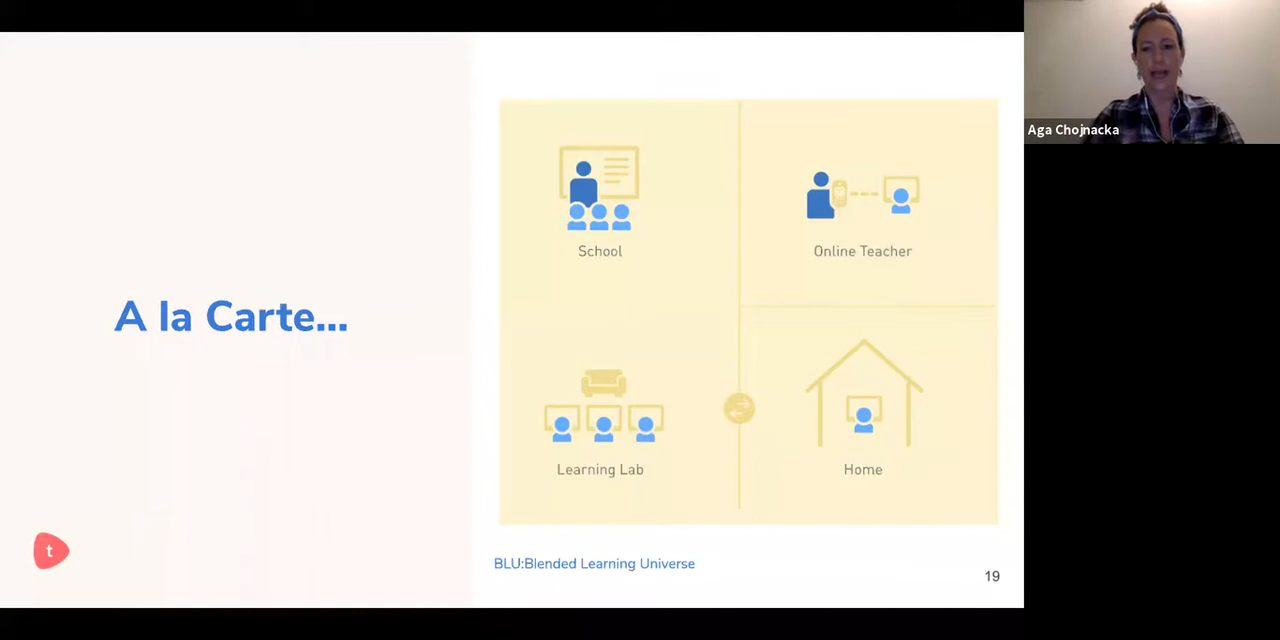 A la Carte...
School
Online Teacher
Learning Lab
Home
t
BLU:Blended Learning Universe
19
Aga Chojnacka